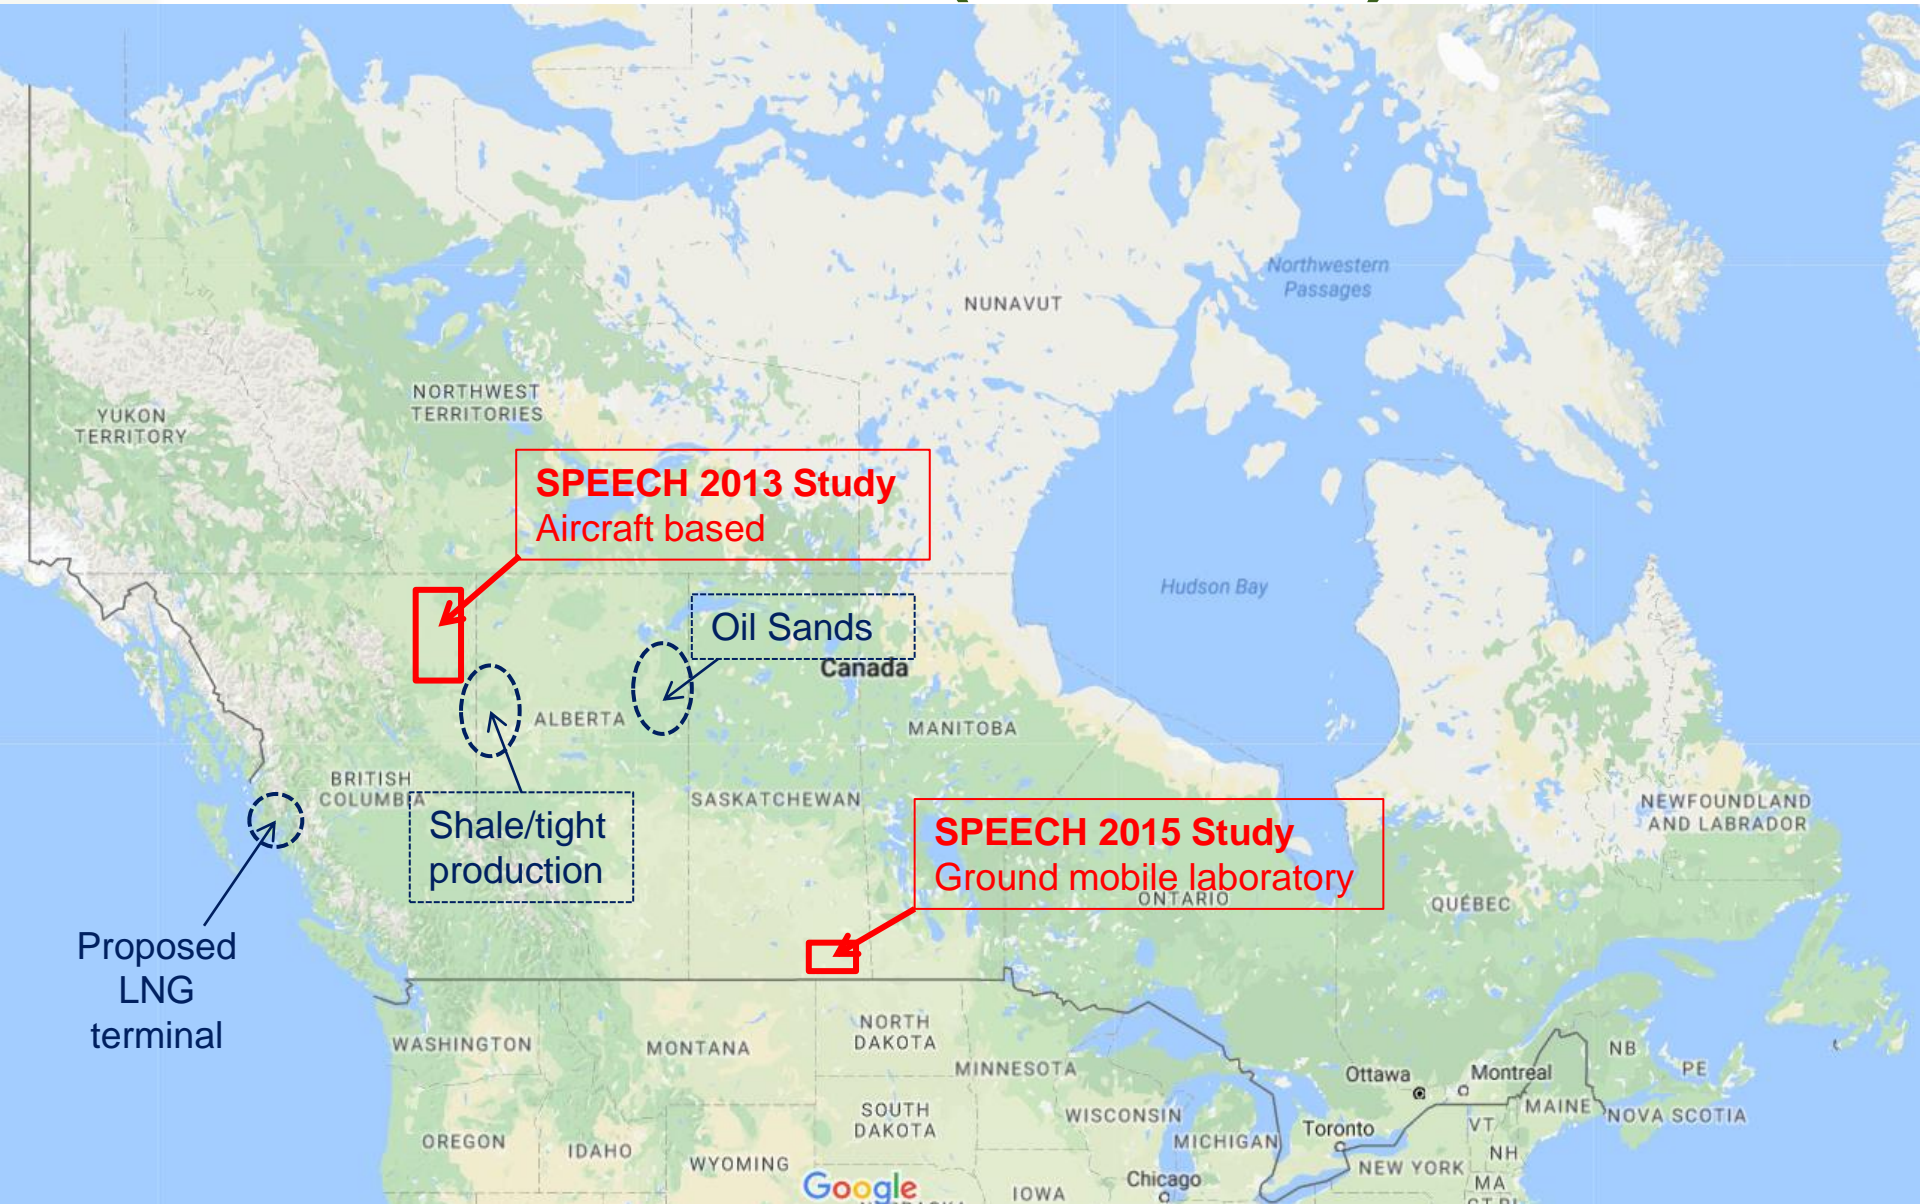 Northwestern
Passages
NUNAVUT
NORTHWEST
TERRITORIES
YUKON
TERRITORY
SPEECH 2013 Study
Aircraft based
Hudson Bay
Oil Sands
Canada
ALBERTA
MANITOBA
BRITISH
COLUMBIA
SASKATCHEWAN
NEWFOUNDLAND
AND LABRADOR
Shale/tight
production
SPEECH 2015 Study
Ground mobile laboratory
ONTARIO
QUÉBEC
Proposed
LNG
terminal
NORTH
DAKOTA
WASHINGTON
MONTANA
MINNESOTA
NB
PE
Ottawa
Montreal
SOUTH
DAKOTA
WISCONSIN
MAINE
NOVA SCOTIA
OREGON
IDAHO
MICHIGAN
Toronto
VT
NH
WYOMING
NEW YORK
MA
Google
IOWA
Chicago